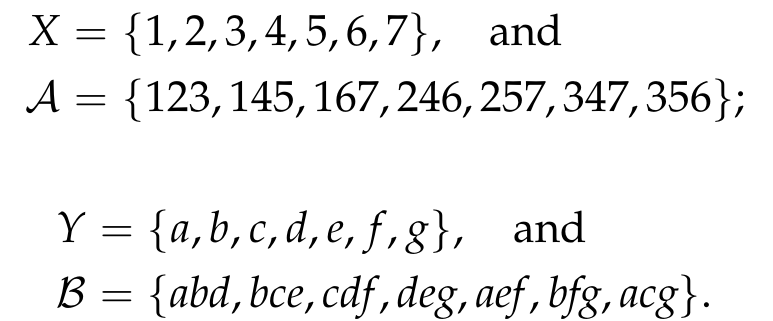 X = {1, 2, 3, 4, 5, 6, 7}, and
𝒜 = {123, 145, 167, 246, 257, 347, 356};
Y = {a, b, c, d, e, f, g}, and
ℬ = {abd, bce, cdf, deg, aef, bfg, acg}.